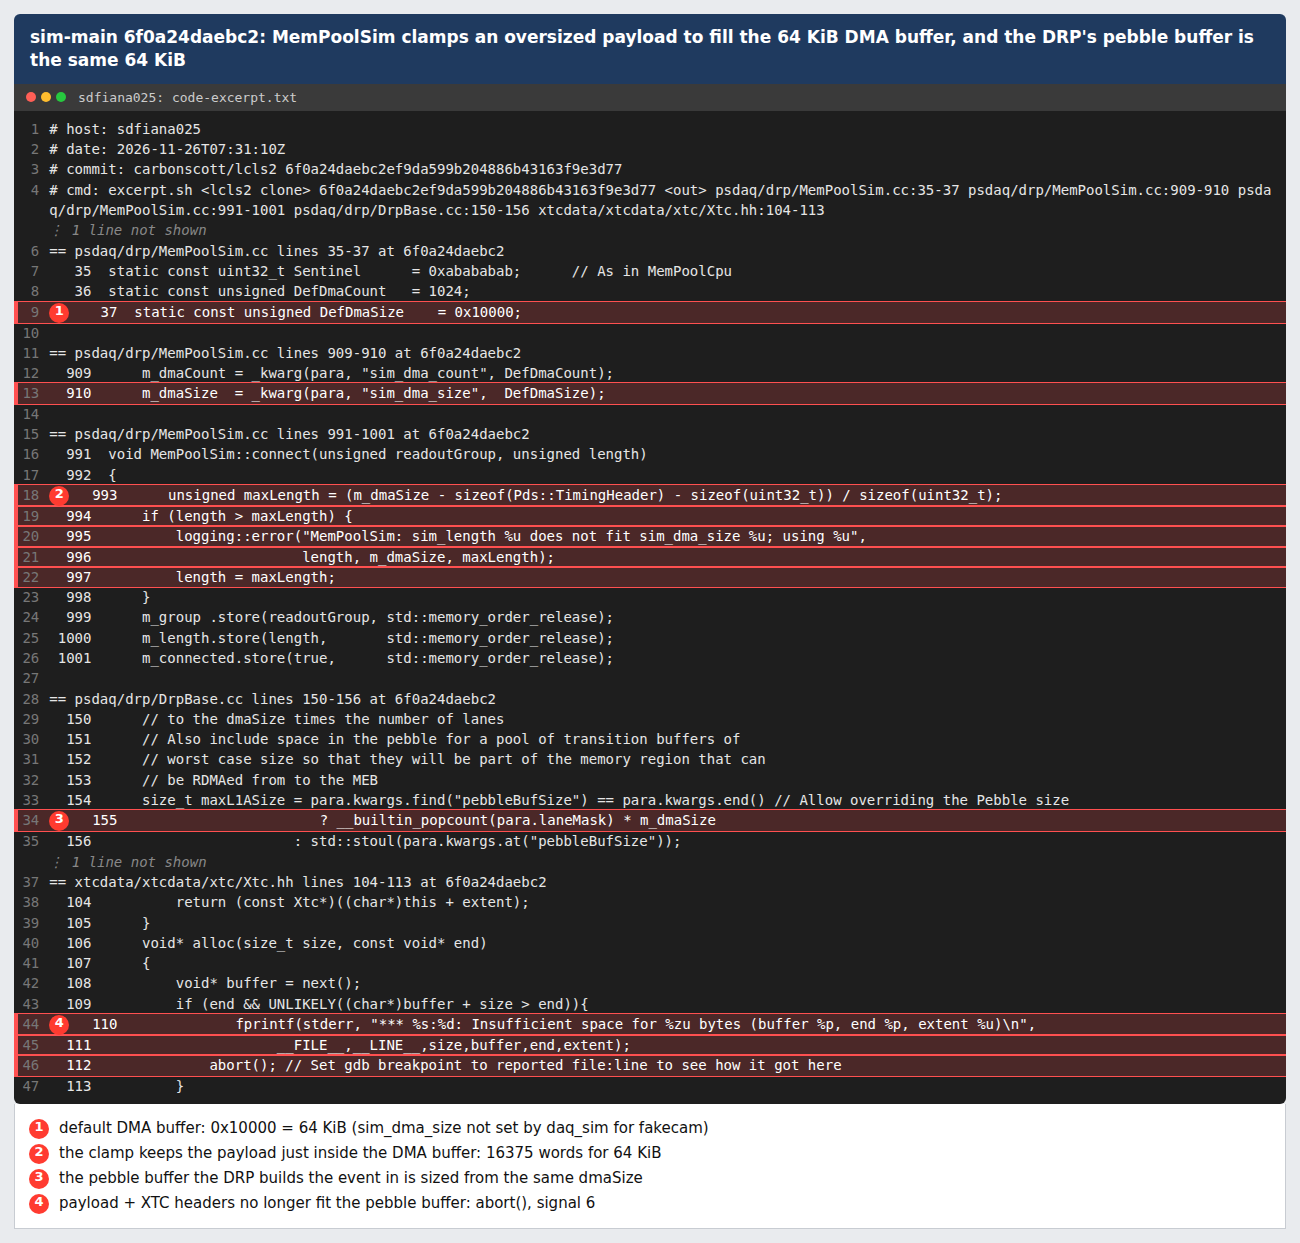 sim-main 6f0a24daebc2: MemPoolSim clamps an oversized payload to fill the 64 KiB DMA buffer, and the DRP's pebble buffer is
the same 64 KiB
sdfiana025: code-excerpt.txt
1 # host: sdfiana025
2 # date: 2026-11-26T07:31:10Z
3 # commit: carbonscott/lcls2 6f0a24daebc2ef9da599b204886b43163f9e3d77
4 # cmd: excerpt.sh <lcls2 clone> 6f0a24daebc2ef9da599b204886b43163f9e3d77 <out> psdaq/drp/MemPoolSim.cc:35-37 psdaq/drp/MemPoolSim.cc:909-910 psda
q/drp/MemPoolSim.cc:991-1001 psdaq/drp/DrpBase.cc:150-156 xtcdata/xtcdata/xtc/Xtc.hh:104-113
⋮ 1 line not shown
6 == psdaq/drp/MemPoolSim.cc lines 35-37 at 6f0a24daebc2
7    35  static const uint32_t Sentinel      = 0xabababab;      // As in MemPoolCpu
8    36  static const unsigned DefDmaCount   = 1024;
9 1    37  static const unsigned DefDmaSize    = 0x10000;
10
11 == psdaq/drp/MemPoolSim.cc lines 909-910 at 6f0a24daebc2
12   909      m_dmaCount = _kwarg(para, "sim_dma_count", DefDmaCount);
13   910      m_dmaSize  = _kwarg(para, "sim_dma_size",  DefDmaSize);
14
15 == psdaq/drp/MemPoolSim.cc lines 991-1001 at 6f0a24daebc2
16   991  void MemPoolSim::connect(unsigned readoutGroup, unsigned length)
17   992  {
18 2   993      unsigned maxLength = (m_dmaSize - sizeof(Pds::TimingHeader) - sizeof(uint32_t)) / sizeof(uint32_t);
19   994      if (length > maxLength) {
20   995          logging::error("MemPoolSim: sim_length %u does not fit sim_dma_size %u; using %u",
21   996                         length, m_dmaSize, maxLength);
22   997          length = maxLength;
23   998      }
24   999      m_group .store(readoutGroup, std::memory_order_release);
25  1000      m_length.store(length,       std::memory_order_release);
26  1001      m_connected.store(true,      std::memory_order_release);
27
28 == psdaq/drp/DrpBase.cc lines 150-156 at 6f0a24daebc2
29   150      // to the dmaSize times the number of lanes
30   151      // Also include space in the pebble for a pool of transition buffers of
31   152      // worst case size so that they will be part of the memory region that can
32   153      // be RDMAed from to the MEB
33   154      size_t maxL1ASize = para.kwargs.find("pebbleBufSize") == para.kwargs.end() // Allow overriding the Pebble size
34 3   155                        ? __builtin_popcount(para.laneMask) * m_dmaSize
35   156                        : std::stoul(para.kwargs.at("pebbleBufSize"));
⋮ 1 line not shown
37 == xtcdata/xtcdata/xtc/Xtc.hh lines 104-113 at 6f0a24daebc2
38   104          return (const Xtc*)((char*)this + extent);
39   105      }
40   106      void* alloc(size_t size, const void* end)
41   107      {
42   108          void* buffer = next();
43   109          if (end && UNLIKELY((char*)buffer + size > end)){
44 4   110              fprintf(stderr, "*** %s:%d: Insufficient space for %zu bytes (buffer %p, end %p, extent %u)\n",
45   111                      __FILE__,__LINE__,size,buffer,end,extent);
46   112              abort(); // Set gdb breakpoint to reported file:line to see how it got here
47   113          }
1 default DMA buffer: 0x10000 = 64 KiB (sim_dma_size not set by daq_sim for fakecam)
2 the clamp keeps the payload just inside the DMA buffer: 16375 words for 64 KiB
3 the pebble buffer the DRP builds the event in is sized from the same dmaSize
4 payload + XTC headers no longer fit the pebble buffer: abort(), signal 6